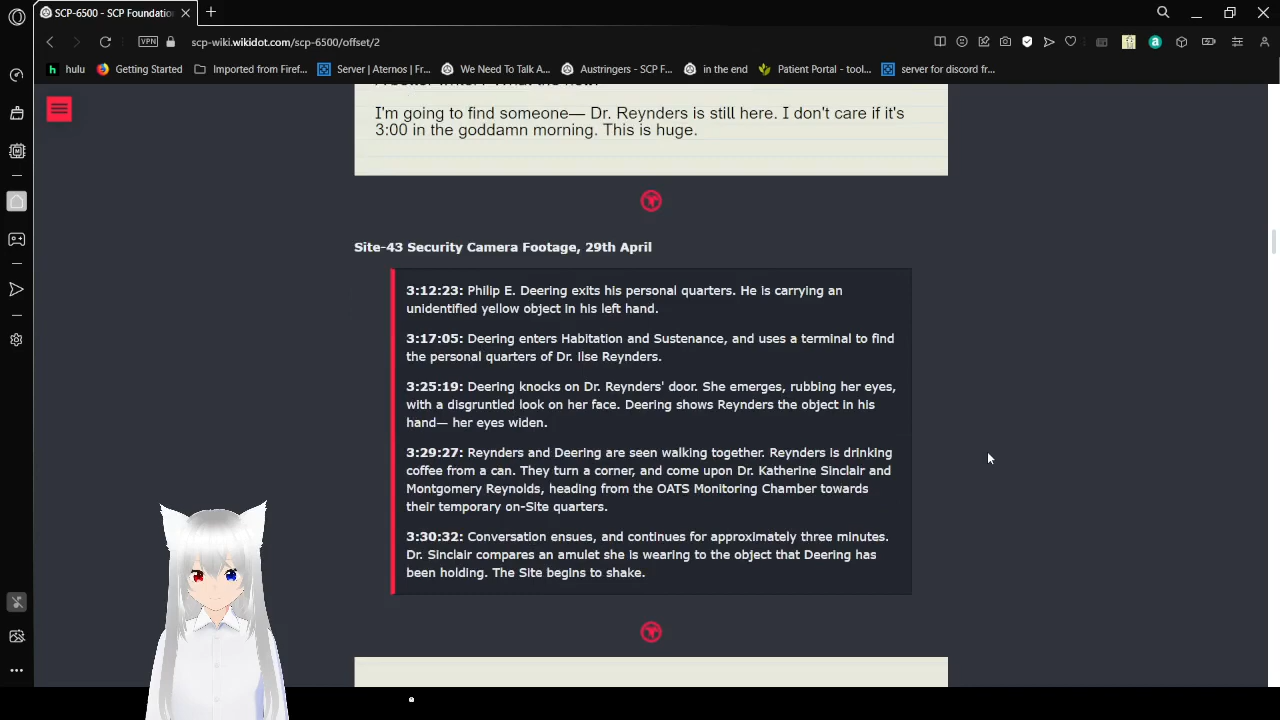 SCP-6500 - SCP Foundatio
VPN
scp-wiki.wikidot.com/scp-6500/offset/2
hulu
Getting Started
Imported from Firef...
Server | Aternos | Fr...
We Need To Talk A...
Austringers - SCP F...
in the end
Patient Portal - tool...
server for discord fr...
I'm going to find someone— Dr. Reynders is still here. I don't care if it's
3:00 in the goddamn morning. This is huge.
Site-43 Security Camera Footage, 29th April
3:12:23: Philip E. Deering exits his personal quarters. He is carrying an
unidentified yellow object in his left hand.
3:17:05: Deering enters Habitation and Sustenance, and uses a terminal to find
the personal quarters of Dr. Ilse Reynders.
3:25:19: Deering knocks on Dr. Reynders' door. She emerges, rubbing her eyes,
with a disgruntled look on her face. Deering shows Reynders the object in his
hand— her eyes widen.
3:29:27: Reynders and Deering are seen walking together. Reynders is drinking
coffee from a can. They turn a corner, and come upon Dr. Katherine Sinclair and
Montgomery Reynolds, heading from the OATS Monitoring Chamber towards
their temporary on-Site quarters.
3:30:32: Conversation ensues, and continues for approximately three minutes.
Dr. Sinclair compares an amulet she is wearing to the object that Deering has
been holding. The Site begins to shake.